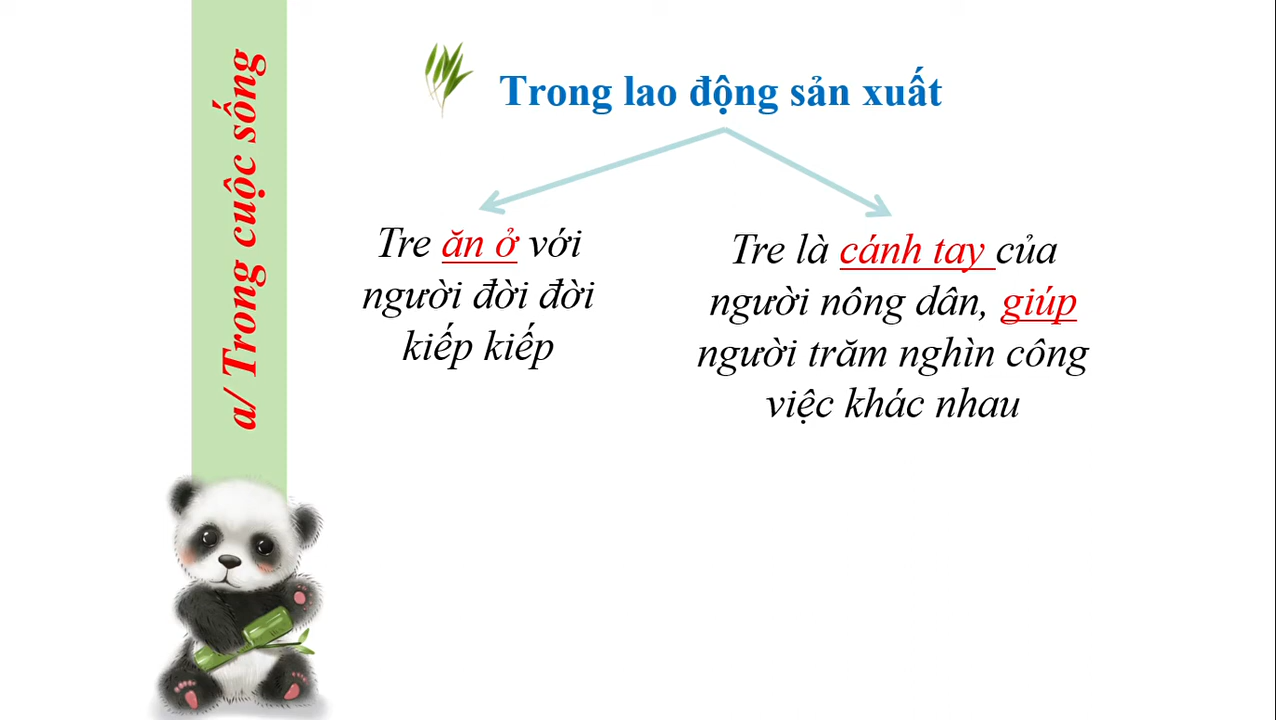 a/ Trong cuộc sống
Trong lao động sản xuất
Tre ăn ở với
người đời đời
kiếp kiếp
Tre là cánh tay của
người nông dân, giúp
người trăm nghìn công
việc khác nhau